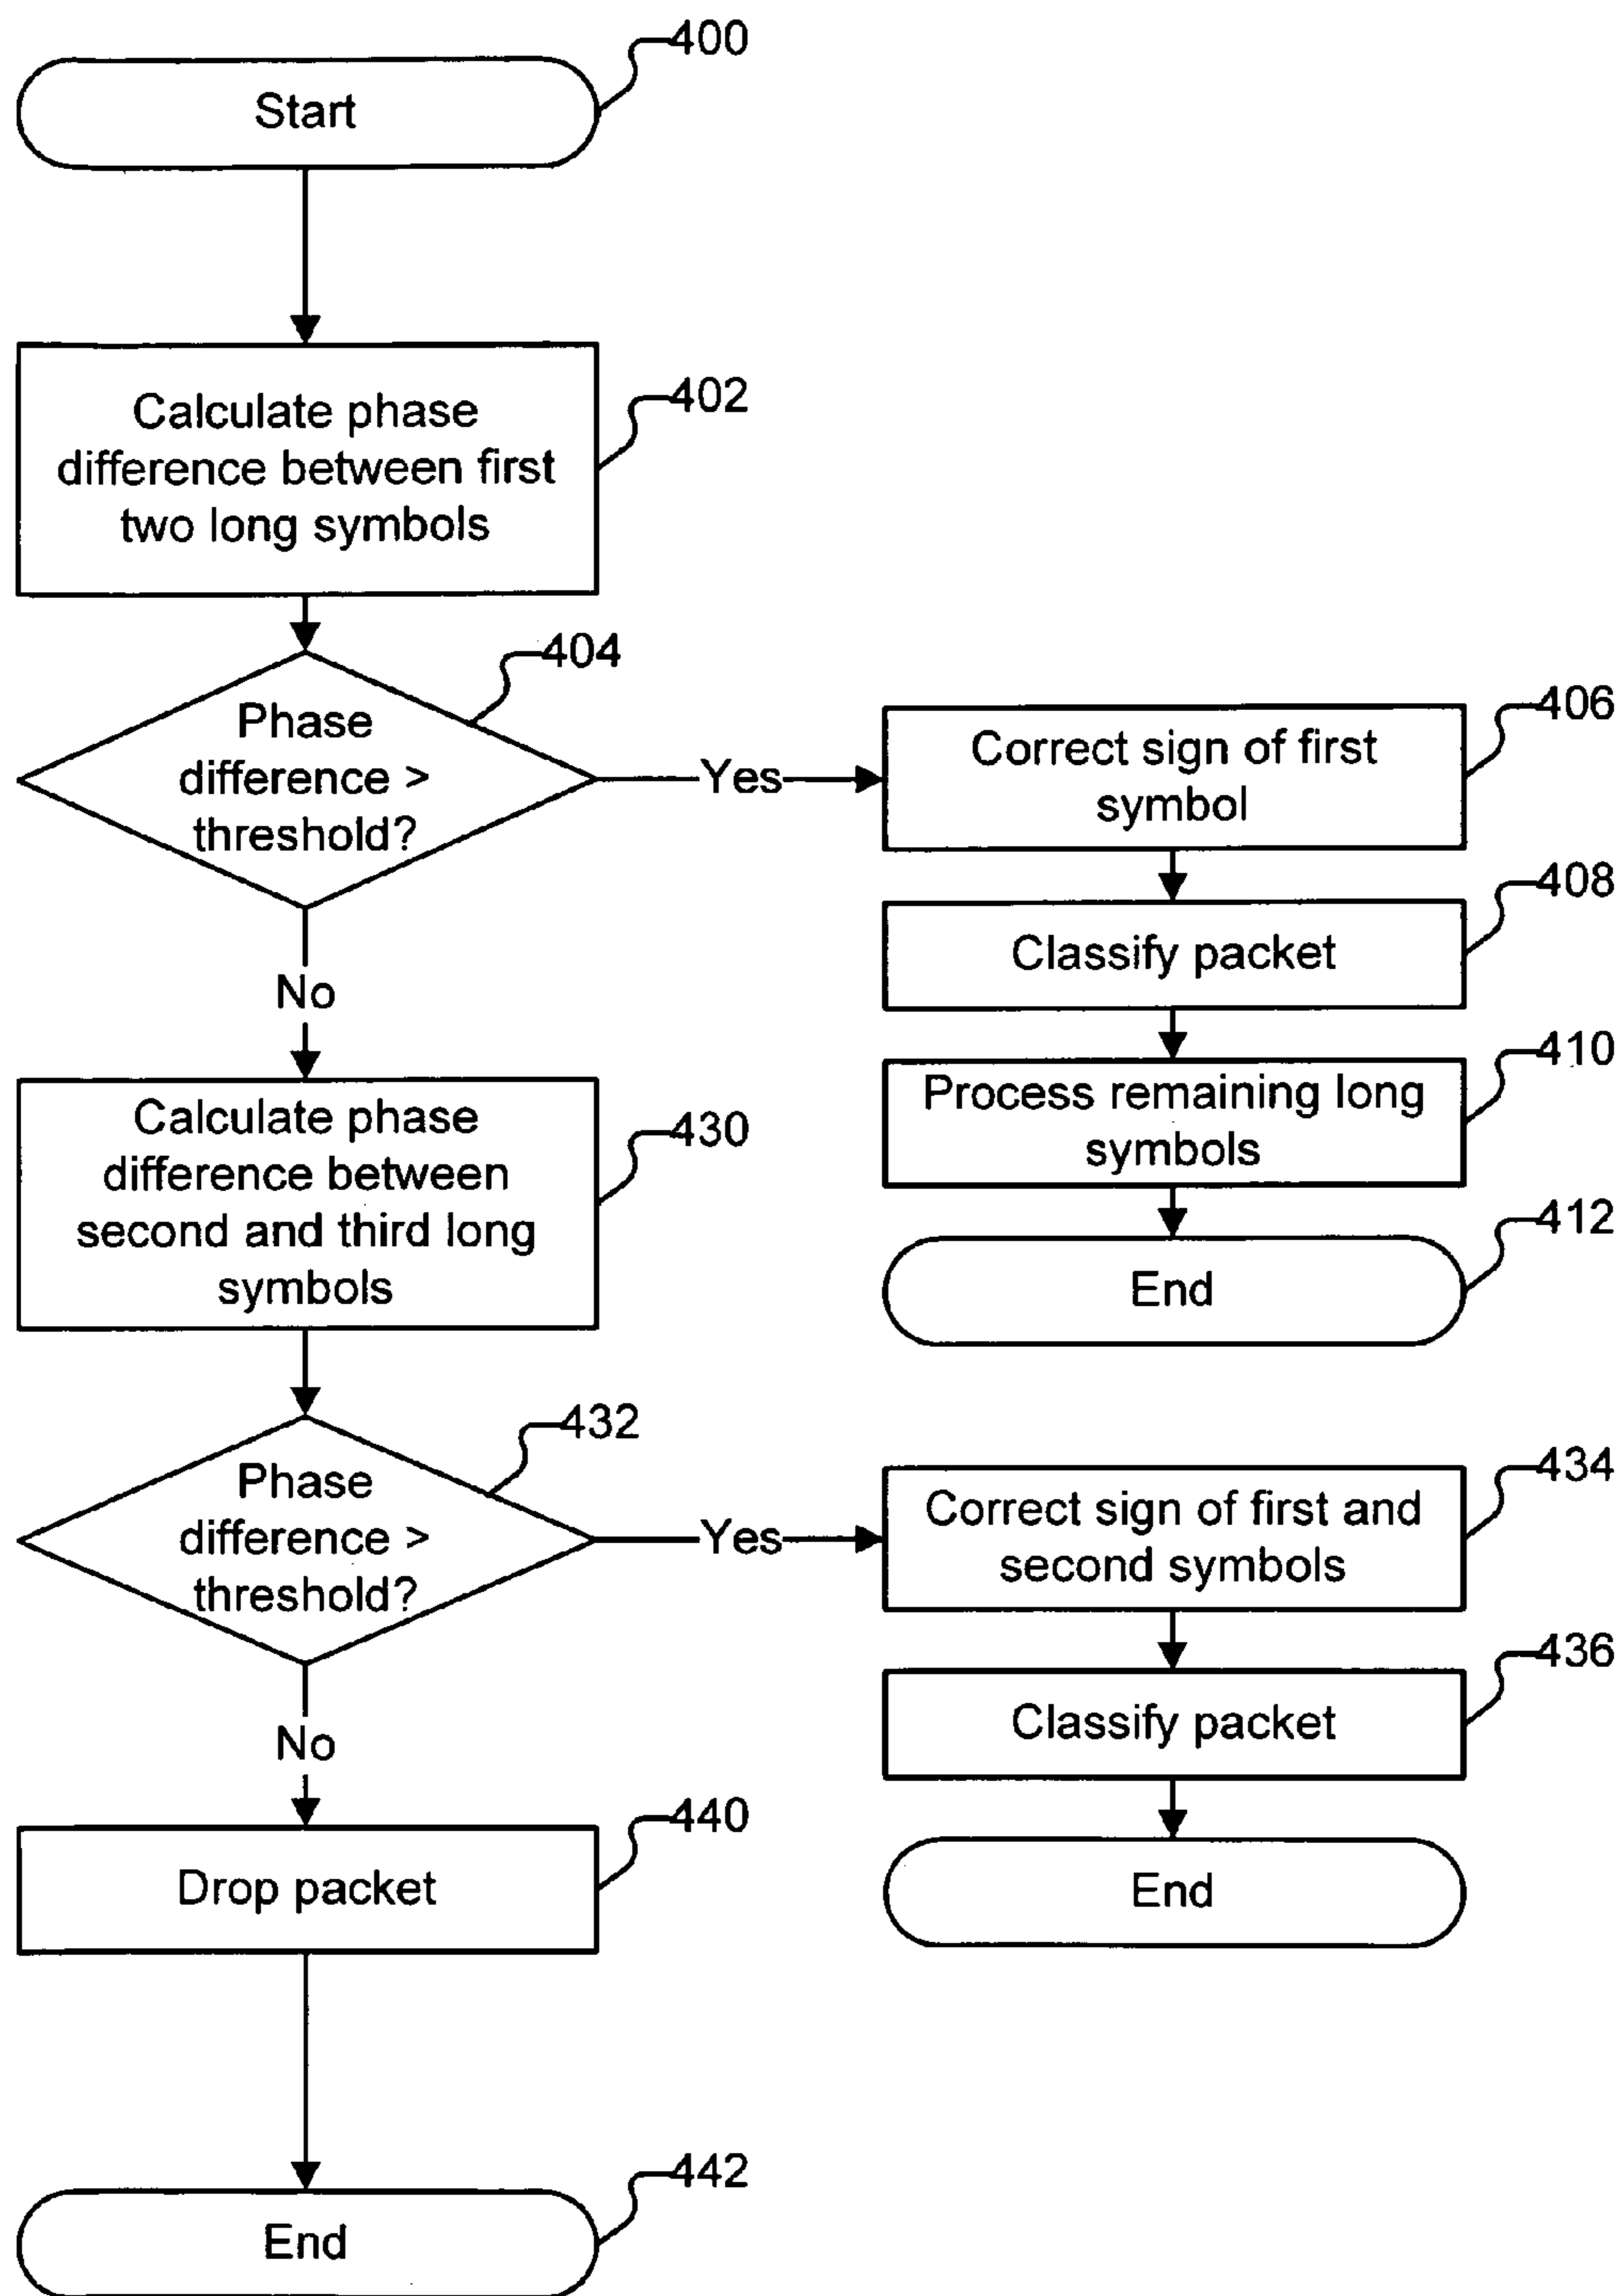 400
Start
402
Calculate phase
difference between first
two long symbols
404
Phase
difference >
threshold?
Yes
406
Correct sign of first
symbol
408
Classify packet
410
Process remaining long
symbols
412
End
No
430
Calculate phase
difference between
second and third long
symbols
432
Phase
difference >
threshold?
Yes
434
Correct sign of first and
second symbols
436
Classify packet
End
No
440
Drop packet
442
End